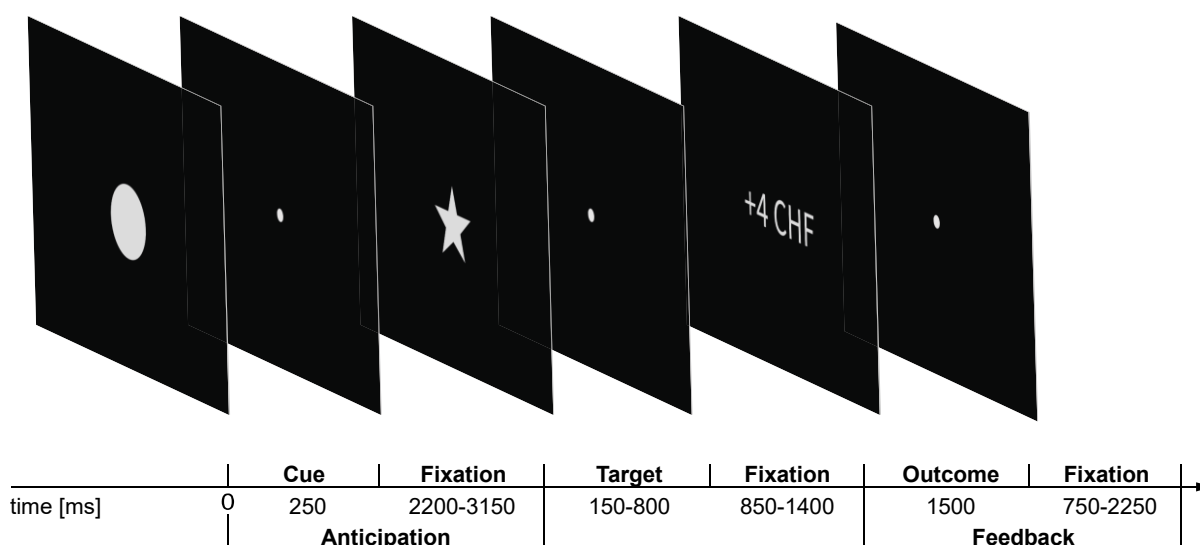 +4 CHF
Cue Fixation Target Fixation Outcome Fixation
time [ms] 0 250 2200-3150 150-800 850-1400 1500 750-2250
Anticipation Feedback